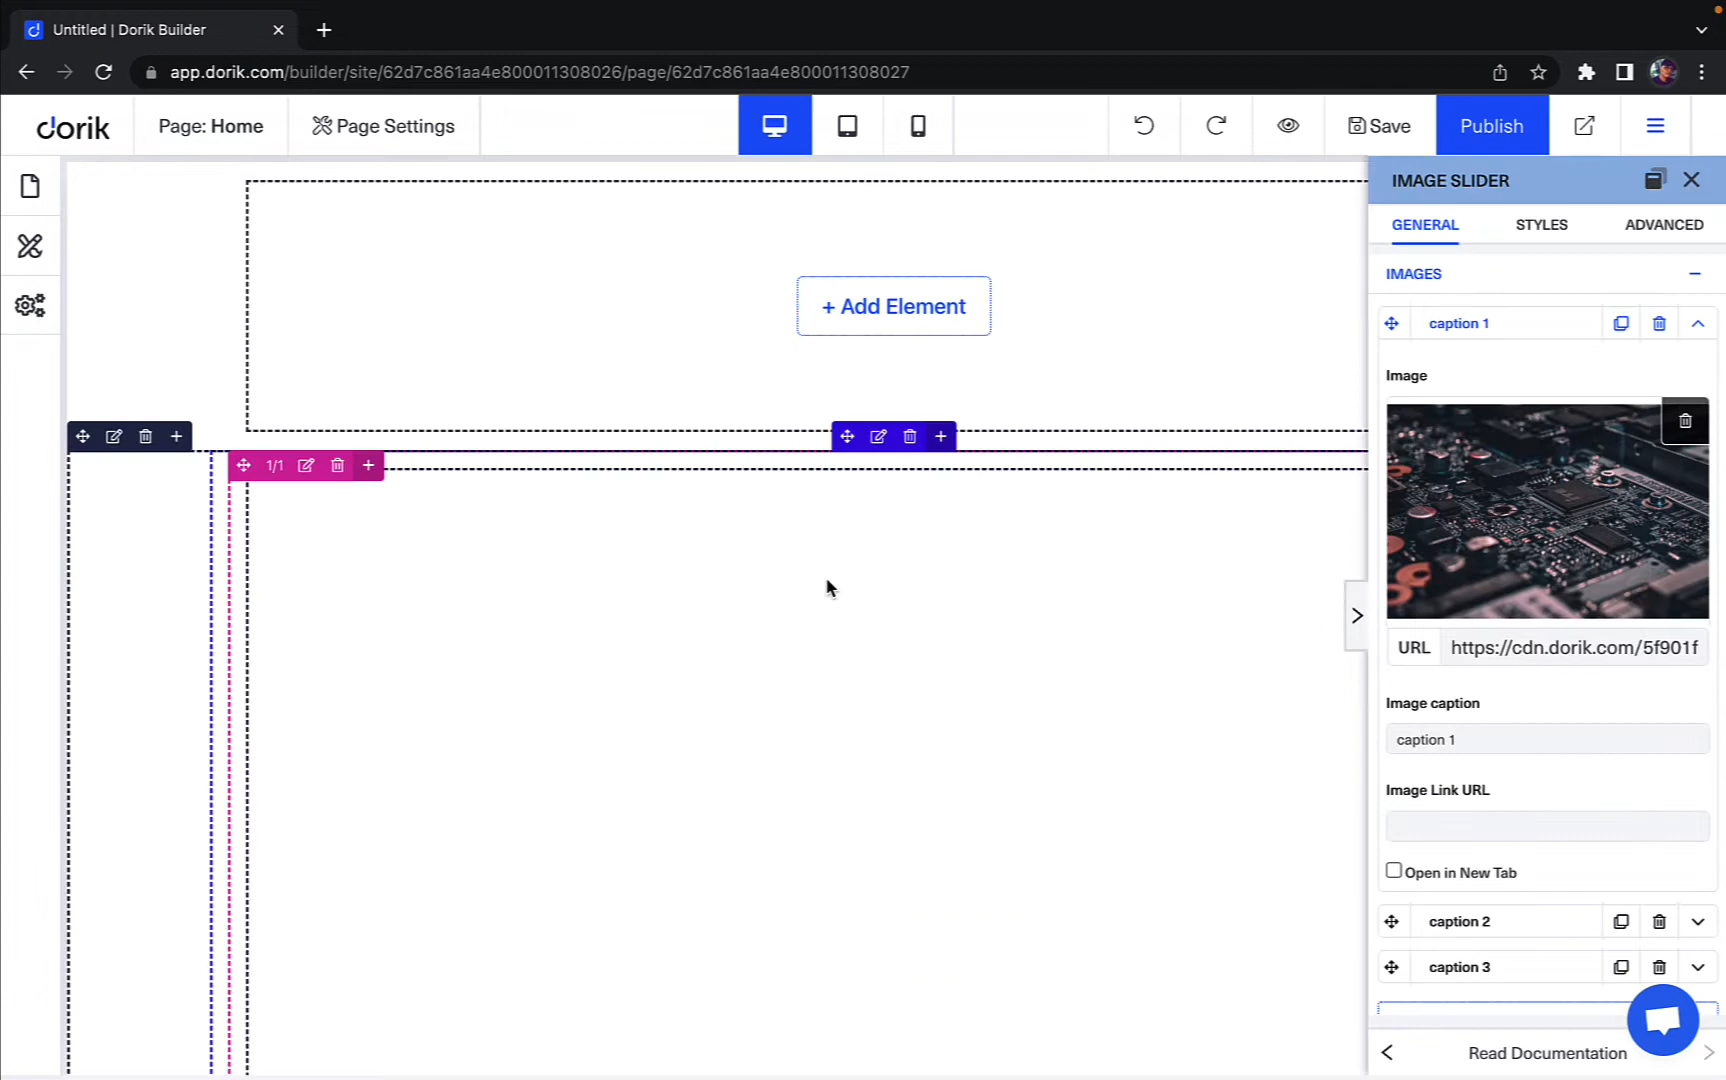 Untitled | Dorik Builder
app.dorik.com/builder/site/62d7c861aa4e800011308026/page/62d7c861aa4e800011308027
dorik
Page: Home
Page Settings
Save
Publish
IMAGE SLIDER
GENERAL
STYLES
ADVANCED
IMAGES
caption 1
Image
+ Add Element
1/1
URL
https://cdn.dorik.com/5f901f
Image caption
caption 1
Image Link URL
Open in New Tab
caption 2
caption 3
Read Documentation